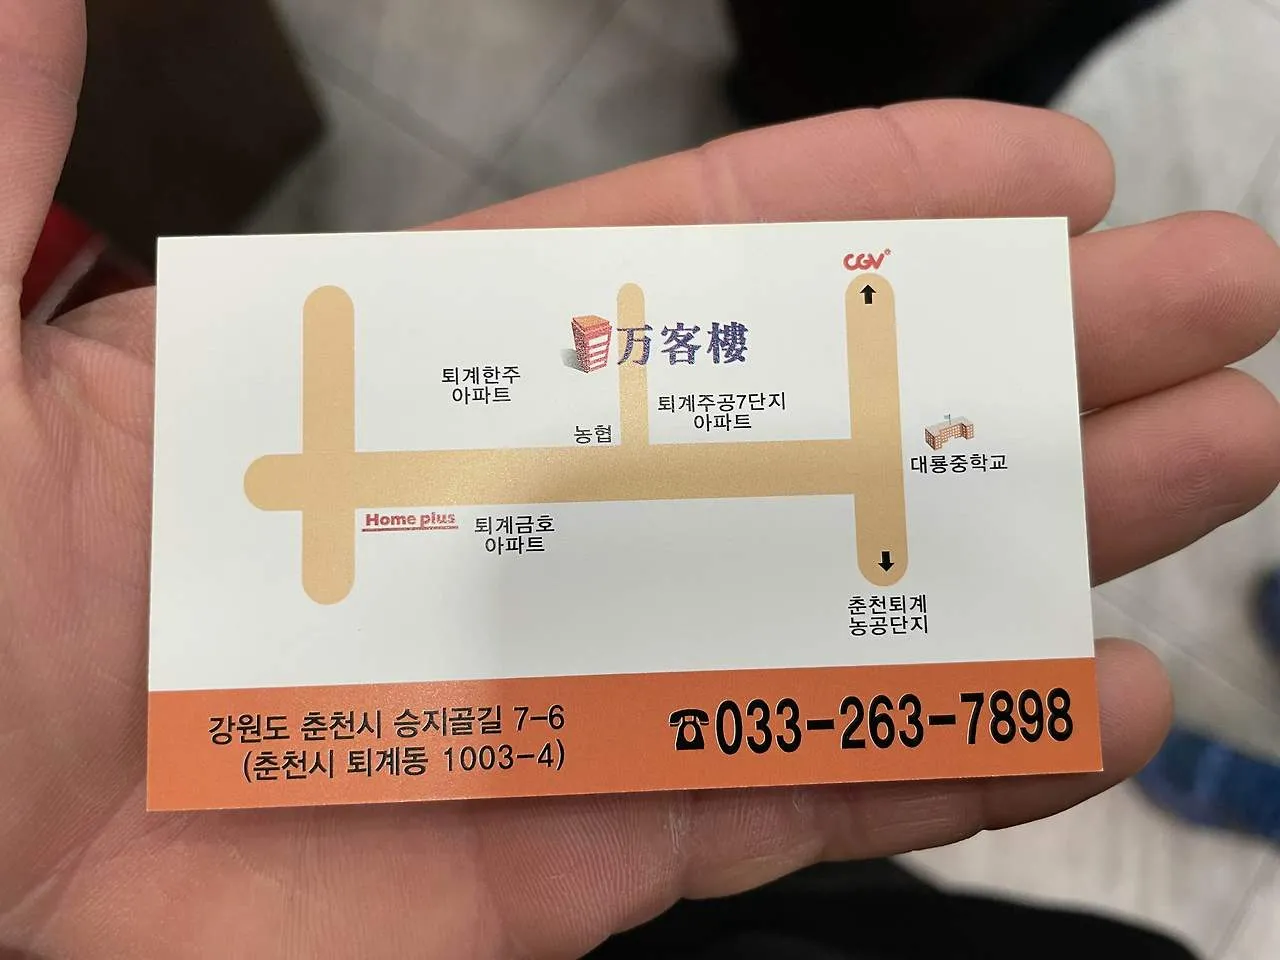 CGV
万客樓
퇴계한주
아파트
퇴계주공7단지
아파트
농협
대룡중학교
Home plus
퇴계금호
아파트
춘천퇴계
농공단지
강원도 춘천시 승지골길 7-6
(춘천시 퇴계동 1003-4)
☎033-263-7898